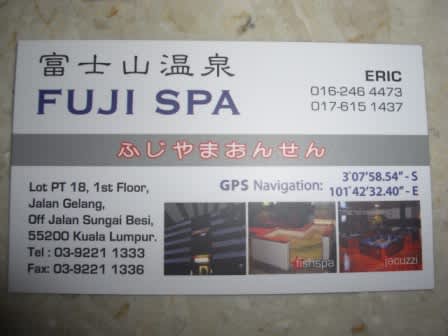 富士山温泉
FUJI SPA
ERIC
016-246 4473
017-615 1437
ふじやまおんせん
Lot PT 18, 1st Floor,
Jalan Gelang,
Off Jalan Sungai Besi,
55200 Kuala Lumpur.
Tel : 03-9221 1333
Fax: 03-9221 1336
GPS Navigation: 3°07'58.54" - S
101°42'32.40" - E
fishspa
jacuzzi